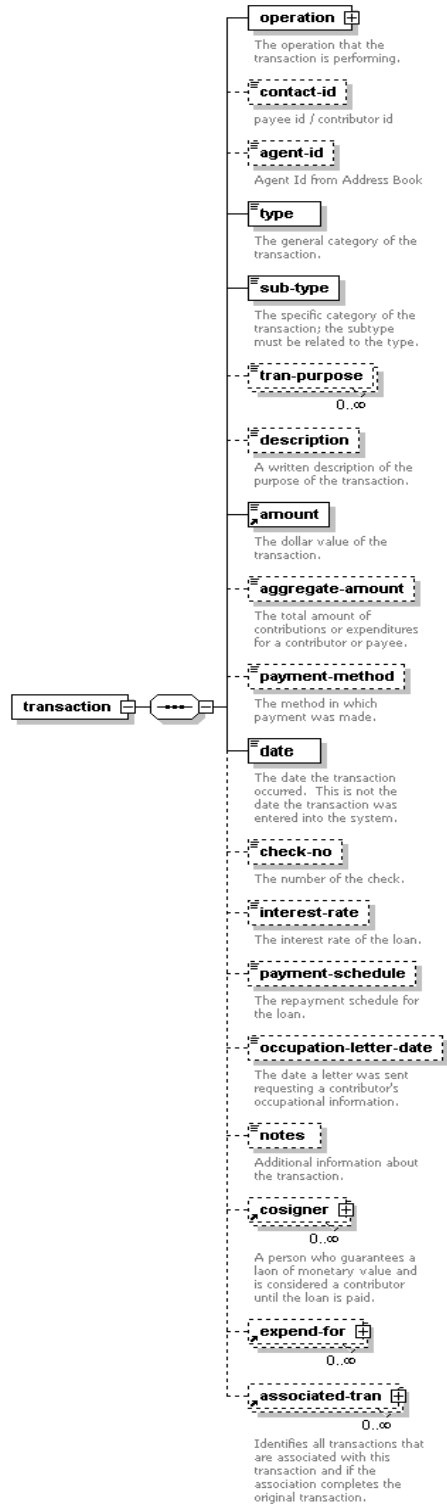 operation
The operation that the
transaction is performing.
contact-id
payee id / contributor id
agent-id
Agent Id from Address Book
type
The general category of the
transaction.
sub-type
The specific category of the
transaction; the subtype
must be related to the type.
tran-purpose
0..∞
description
A written description of the
purpose of the transaction.
amount
The dollar value of the
transaction.
aggregate-amount
The total amount of
contributions or expenditures
for a contributor or payee.
payment-method
The method in which
payment was made.
transaction
date
The date the transaction
occurred. This is not the
date the transaction was
entered into the system.
check-no
The number of the check.
interest-rate
The interest rate of the loan.
payment-schedule
The repayment schedule for
the loan.
occupation-letter-date
The date a letter was sent
requesting a contributor's
occupational information.
notes
Additional information about
the transaction.
cosigner
0..∞
A person who guarantees a
laon of monetary value and
is considered a contributor
until the loan is paid.
expend-for
0..∞
associated-tran
0..∞
Identifies all transactions that
are associated with this
transaction and if the
association completes the
original transaction.